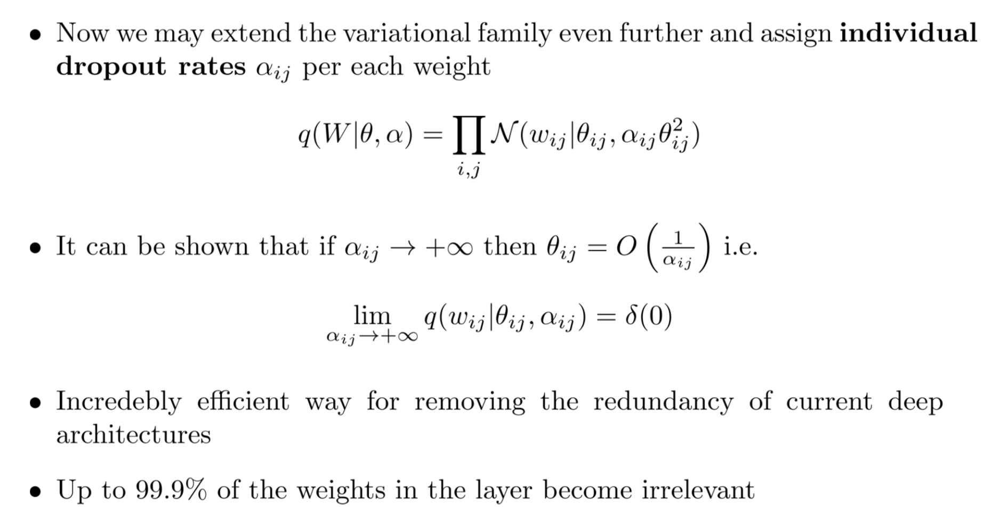 • Now we may extend the variational family even further and assign **individual
dropout rates** $\alpha_{ij}$ per each weight
$$q(W|\theta, \alpha) = \prod_{i,j} \mathcal{N}(w_{ij}|\theta_{ij}, \alpha_{ij}\theta_{ij}^2)$$
• It can be shown that if $\alpha_{ij} \to +\infty$ then $\theta_{ij} = O\left(\frac{1}{\alpha_{ij}}\right)$ i.e.
$$\lim_{\alpha_{ij} \to +\infty} q(w_{ij}|\theta_{ij}, \alpha_{ij}) = \delta(0)$$
• Incredebly efficient way for removing the redundancy of current deep
architectures
• Up to 99.9% of the weights in the layer become irrelevant